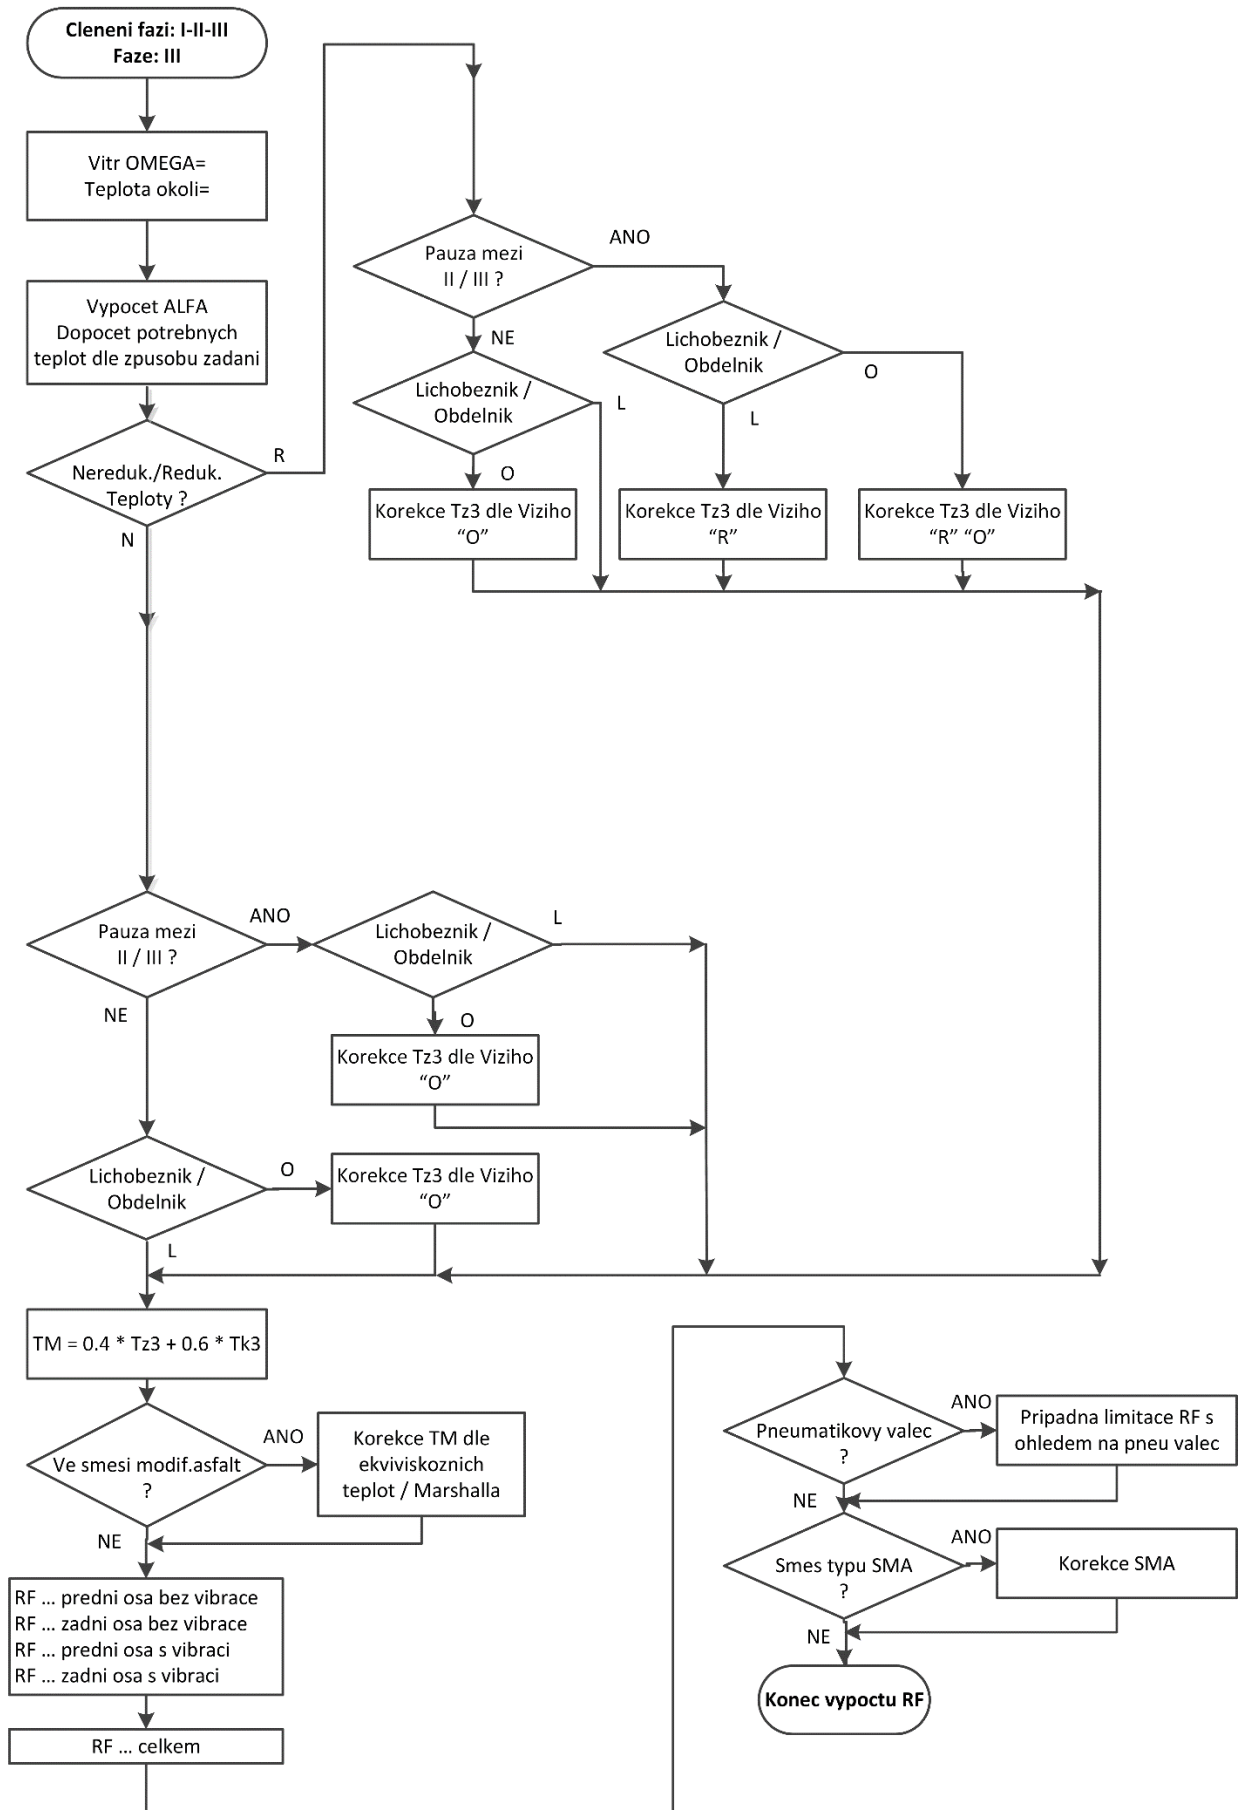 Cleneni fazi: I-II-III
Faze: III
Vitr OMEGA=
Teplota okoli=
Vypocet ALFA
Dopocet potrebnych
teplot dle zpusobu zadani
Nereduk./Reduk.
Teploty ?
R
N
Pauza mezi
II / III ?
ANO
NE
Lichobeznik /
Obdelnik
L
O
Lichobeznik /
Obdelnik
O
L
Korekce Tz3 dle Viziho
“O”
Korekce Tz3 dle Viziho
“R”
Korekce Tz3 dle Viziho
“R” “O”
Pauza mezi
II / III ?
ANO
NE
Lichobeznik /
Obdelnik
L
O
Korekce Tz3 dle Viziho
“O”
Lichobeznik /
Obdelnik
O
L
Korekce Tz3 dle Viziho
“O”
TM = 0.4 * Tz3 + 0.6 * Tk3
Ve smesi modif.asfalt
?
ANO
NE
Korekce TM dle
ekviviskoznich
teplot / Marshalla
RF ... predni osa bez vibrace
RF ... zadni osa bez vibrace
RF ... predni osa s vibraci
RF ... zadni osa s vibraci
RF ... celkem
Pneumatikovy valec
?
ANO
NE
Pripadna limitace RF s
ohledem na pneu valec
Smes typu SMA
?
ANO
NE
Korekce SMA
Konec vypoctu RF